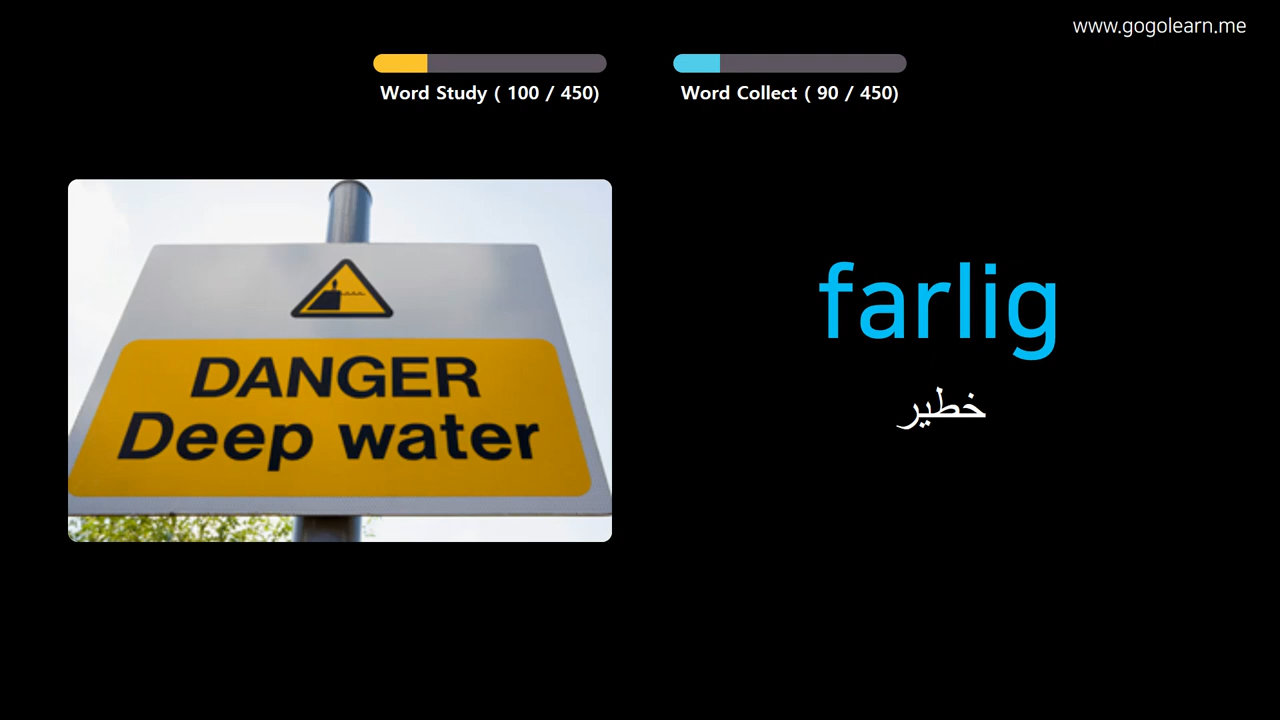 www.gogolearn.me
Word Study ( 100 / 450)
Word Collect ( 90 / 450)
DANGER
Deep water
farlig
خطير